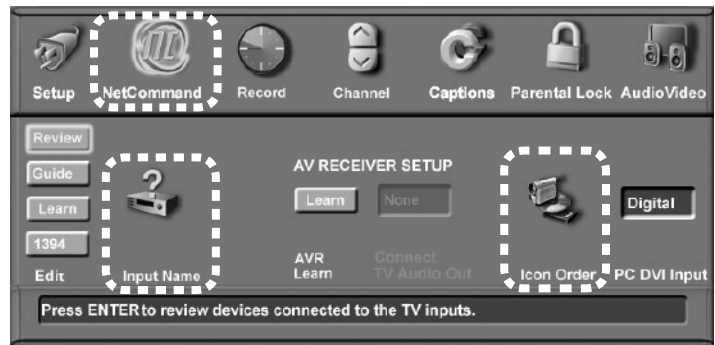 Setup NetCommand Record Channel Captions Parental Lock AudioVideo
Review
Guide
Learn
1394
Edit
Input Name
AV RECEIVER SETUP
Learn None
AVR Learn
Connect TV Audio Out
Icon Order
Digital
PC DVI Input
Press ENTER to review devices connected to the TV inputs.